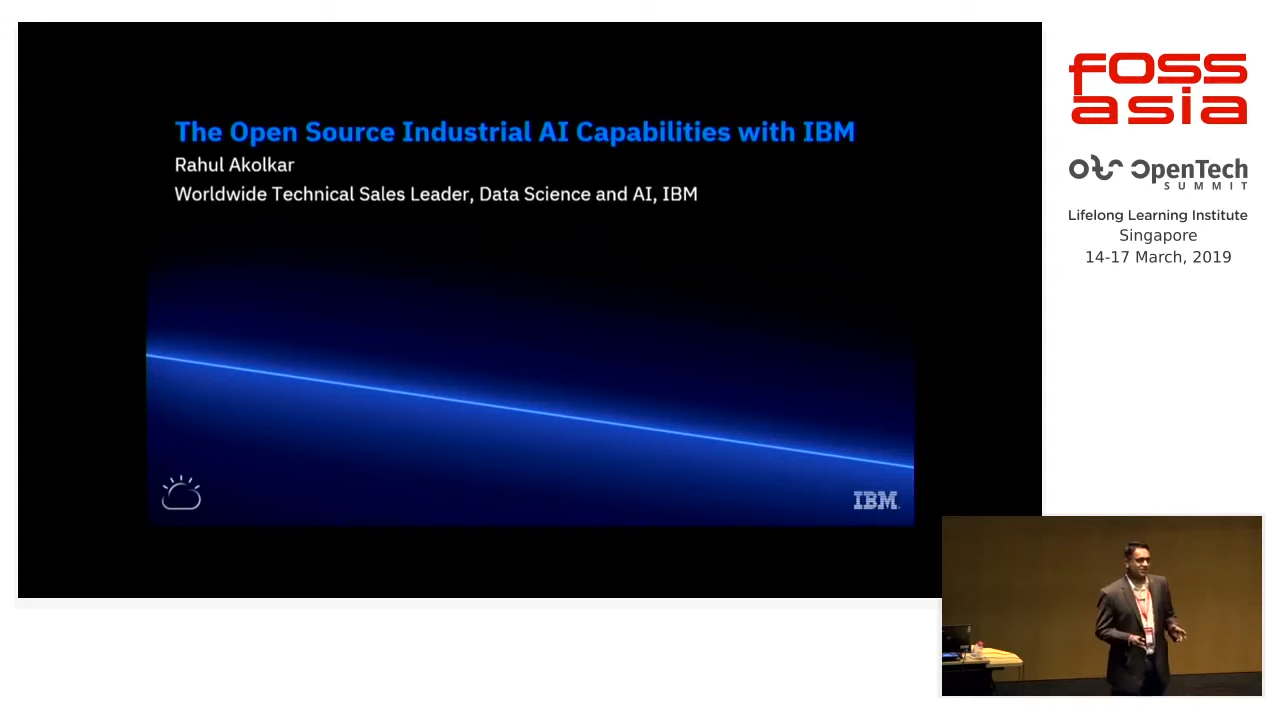 The Open Source Industrial AI Capabilities with IBM
Rahul Akolkar
Worldwide Technical Sales Leader, Data Science and AI, IBM
IBM
fOSS
asia
OpenTech
SUMMIT
Lifelong Learning Institute
Singapore
14-17 March, 2019